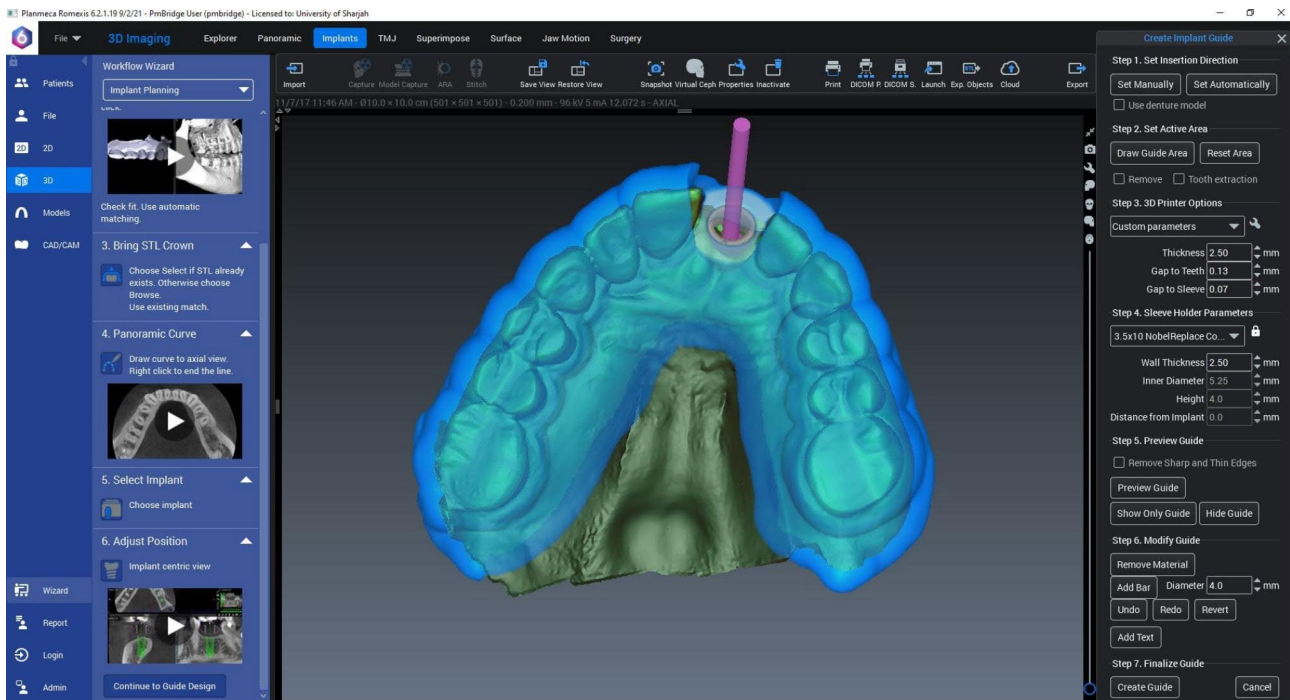 Planmeca Romexis 6.2.1.19 9/2/21 - PmBridge User (pmbridge) - Licensed to: University of Sharjah
6
File
3D Imaging
Explorer
Panoramic
Implants
TMJ
Superimpose
Surface
Jaw Motion
Surgery
Patients
File
2D
2D
3D
Models
CAD/CAM
Wizard
Report
Login
Admin
Workflow Wizard
Implant Planning
click.
Check fit. Use automatic
matching.
3. Bring STL Crown
Choose Select if STL already
exists. Otherwise choose
Browse.
Use existing match.
4. Panoramic Curve
Draw curve to axial view.
Right click to end the line.
5. Select Implant
Choose implant
6. Adjust Position
Implant centric view
Continue to Guide Design
Import
Capture
Model Capture
ARA
Stitch
Save View
Restore View
Snapshot
Virtual Ceph
Properties
Inactivate
Print
DICOM P.
DICOM S.
Launch
Exp. Objects
Cloud
Export
11/7/17 11:46 AM - Ø10.0 × 10.0 cm (501 × 501 × 501) - 0.200 mm - 96 kV 5 mA 12.072 s - AXIAL
Create Implant Guide
Step 1. Set Insertion Direction
Set Manually
Set Automatically
Use denture model
Step 2. Set Active Area
Draw Guide Area
Reset Area
Remove
Tooth extraction
Step 3. 3D Printer Options
Custom parameters
Thickness 2.50 mm
Gap to Teeth 0.13 mm
Gap to Sleeve 0.07 mm
Step 4. Sleeve Holder Parameters
3.5x10 NobelReplace Co...
Wall Thickness 2.50 mm
Inner Diameter 5.25 mm
Height 4.0 mm
Distance from Implant 0.0 mm
Step 5. Preview Guide
Remove Sharp and Thin Edges
Preview Guide
Show Only Guide
Hide Guide
Step 6. Modify Guide
Remove Material
Add Bar Diameter 4.0 mm
Undo
Redo
Revert
Add Text
Step 7. Finalize Guide
Create Guide
Cancel